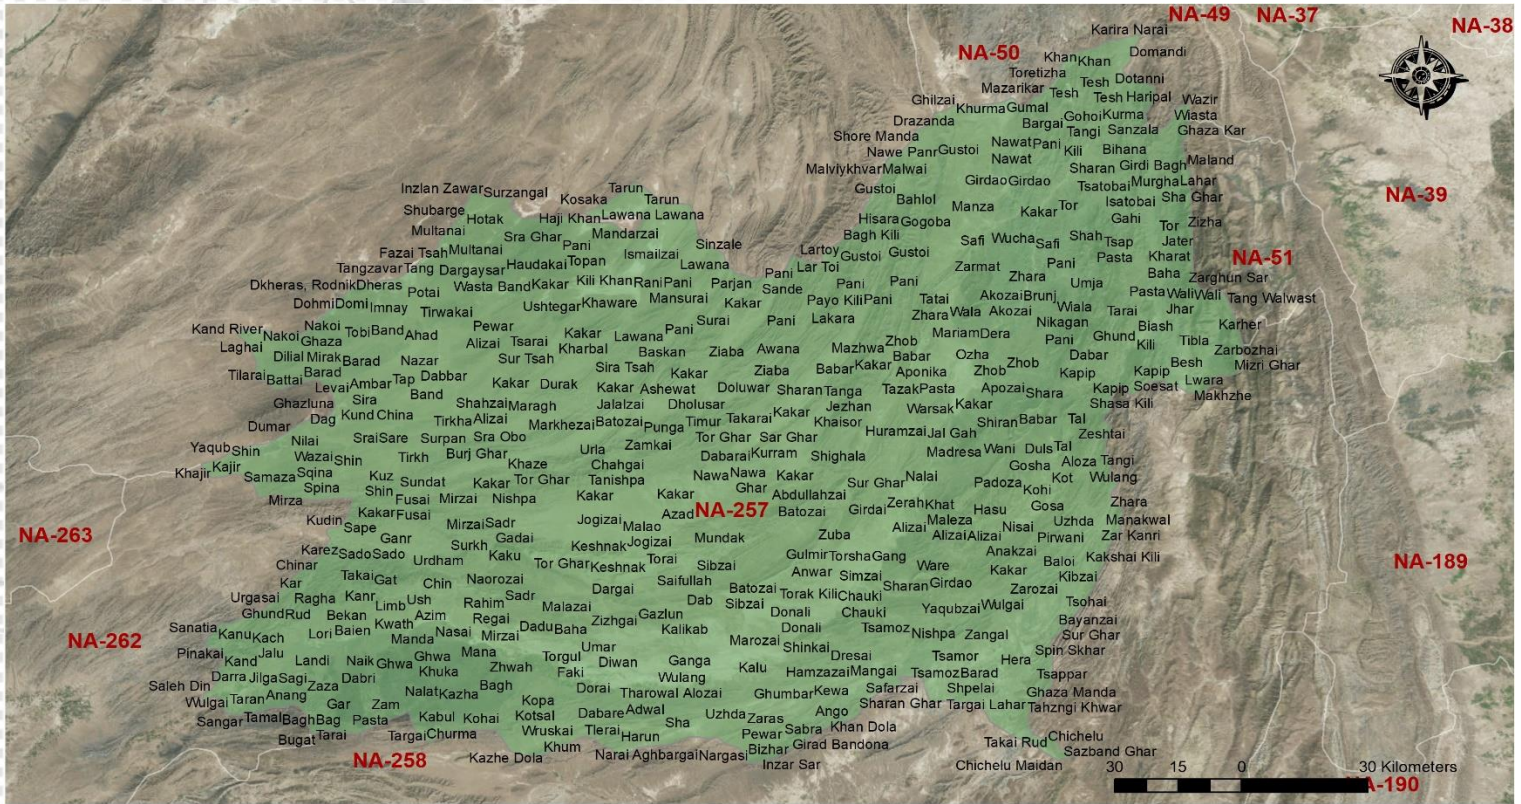 NA-49 NA-37
NA-38
Karira Narai
NA-50
Domandi
Khan Khan
Toretizha
Tesh Dotanni
Mazarikar Tesh
Tesh Haripal
Ghilzai
Khurma Gumal
Wazir
Drazanda
Bargai Gohoi Kurma
Wiasta
Shore Manda
Tangi Sanzala
Ghaza Kar
Nawe Panr Gustoi
Nawat Pani Kili Bihana
Nawat
Malviykhvar Malwai
Sharan Girdi Bagh Maland
Inzlan Zawar Surzangal
Tarun
Gustoi
Girdao Girdao
Tsatobai Murgha Lahar
NA-39
Kosaka Tarun
Bahlol
Isatobai Sha Ghar
Shubarge
Hotak
Haji Khan Lawana Lawana
Manza
Kakar Tor
Hisara Gogoba
Gahi
Multanai
Sra Ghar
Mandarzai
Bagh Kili
Tor Zizha
Pani
Sinzale
Safi Wucha Safi Shah Tsap
Jater
Fazai Tsah Multanai
Ismailzai
Lartoy
Gustoi Gustoi
Pasta
Kharat
NA-51
Tangzavar Tang Dargaysar Haudakai Topan
Lawana
Pani
Lar Toi
Zarmat
Pani
Baha
Zarghun Sar
Dkheras, Rodnik Dheras
Wasta Band Kakar
Kili Khan Rani Pani
Parjan
Sande
Pani
Pani
Zhara
Umja
Potai
Pasta Wali Wali
Tang Walwast
Dohmi Domi Imnay
Ushtegar Khaware
Mansurai
Kakar
Payo Kili Pani
Tatai
Akozai Brunj
Tirwakai
Zhara Wala
Akozai
Wiala
Tarai
Jhar
Kand River
Nakoi
Pewar
Surai
Pani
Lakara
Nikagan
Biash
Karher
Nakoi
Ghaza
Tobi Band Ahad
Kakar
Lawana Pani
Mariam Dera
Pani
Ghund
Kili
Tibla
Laghai
Alizai Tsarai
Kharbal
Baskan
Ziaba
Awana
Mazhwa Zhob
Zarbozhai
Dilial Mirak Barad
Nazar
Sur Tsah
Babar
Ozha
Zhob
Dabar
Besh
Mizri Ghar
Tilarai
Battai
Barad
Dabbar
Sira Tsah
Kakar
Ziaba
Babar Kakar
Aponika
Zhob
Kapip
Kapip
Levai Ambar Tap
Kakar Durak
Kakar Ashewat
Doluwar
Sharan Tanga
Tazak Pasta
Apozai Shara
Kapip Soesat
Lwara
Ghazluna
Sira
Band
Makhzhe
Shahzai Maragh
Jalalzai
Dholusar
Jezhan
Warsak Kakar
Shasa Kili
Dag Kund China
Tirkha Alizai
Timur Takarai Kakar
Dumar
Markhezai Batozai Punga
Khaisor
Shiran Babar
Tal
Huramzai Jal Gah
Zeshtai
Yaqub Shin
Nilai
Srai Sare
Surpan Sra Obo
Zamkai
Tor Ghar Sar Ghar
Urla
Madresa Wani
Duls Tal
Wazai Shin
Tirkh Burj Ghar
Dabarai Kurram Shighala
Khajir Kajir
Samaza Sqina
Khaze
Chahgai
Gosha
Aloza Tangi
Kuz Sundat
Kakar Tor Ghar
Tanishpa
Nawa Nawa
Kakar
Nalai
Kot
Wulang
Spina
Shin
Ghar
Sur Ghar
Padoza
Kohi
Mirza
Fusai
Mirzai Nishpa
Kakar
Kakar
Abdullahzai
Zerah Khat
Hasu
Gosa
Zhara
Kakar Fusai
NA-257
Azad
Batozai
Girdai
Kudin Sape
Mirzai Sadr
Jogizai Malao
Maleza
Nisai
Uzhda
Manakwal
NA-263
Ganr
Gadai
Zuba
Alizai
Alizai Alizai
Pirwani
Zar Kanri
Karez Sado Sado
Surkh
Keshnak Jogizai
Mundak
Kaku
Gulmir Torsha Gang
Anakzai
Kakshai Kili
Chinar
Urdham
Tor Ghar Keshnak Torai
Sibzai
Baloi
NA-189
Takai Gat
Anwar
Simzai
Ware
Kakar
Kibzai
Kar
Chin
Naorozai
Saifullah
Sharan Girdao
Urgasai
Ragha
Kanr
Dargai
Batozai
Torak Kili Chauki
Zarozai
Sadr
Limb Ush
Rahim
Dab
Sibzai
Tsohai
Ghund Rud
Bekan
Azim
Malazai
Gazlun
Donali
Chauki
Yaqubzai Wulgai
Sanatia
Kwath
Regai
Zizhgai
Bayanzai
NA-262
Kanu Kach
Lori Baien
Nasai
Dadu Baha
Kalikab
Donali
Tsamoz
Nishpa Zangal
Sur Ghar
Manda
Mirzai
Marozai
Shinkai
Pinakai
Jalu
Mana
Umar
Spin Skhar
Kand
Landi
Naik Ghwa
Ghwa
Torgul
Diwan
Ganga
Dresai
Tsamor
Hera
Darra Jilga Sagi
Dabri
Khuka
Zhwah
Faki
Wulang
Kalu
Hamzazai Mangai
Tsamoz Barad
Tsappar
Saleh Din
Zaza
Bagh
Dorai
Safarzai
Shpelai
Wulgai Taran Anang
Nalat Kazha
Tharowal Alozai
Ghumbar Kewa
Ghaza Manda
Gar
Zam
Kopa
Sharan Ghar
Targai Lahar Tahzngi Khwar
Sangar Tamal Bagh Bag
Pasta
Kabul Kohai
Kotsal
Dabare Adwal
Uzhda Zaras
Ango
Sha
Bugat Tarai
Targai Churma
Wruskai
Tlerai Harun
Pewar
Sabra
Khan Dola
Chichelu
Khum
Bizhar
Girad Bandona
Takai Rud
NA-258
Kazhe Dola
Narai Aghbargai Nargasi
Sazband Ghar
Inzar Sar
Chichelu Maidan
30 15 0 30 Kilometers
NA-190